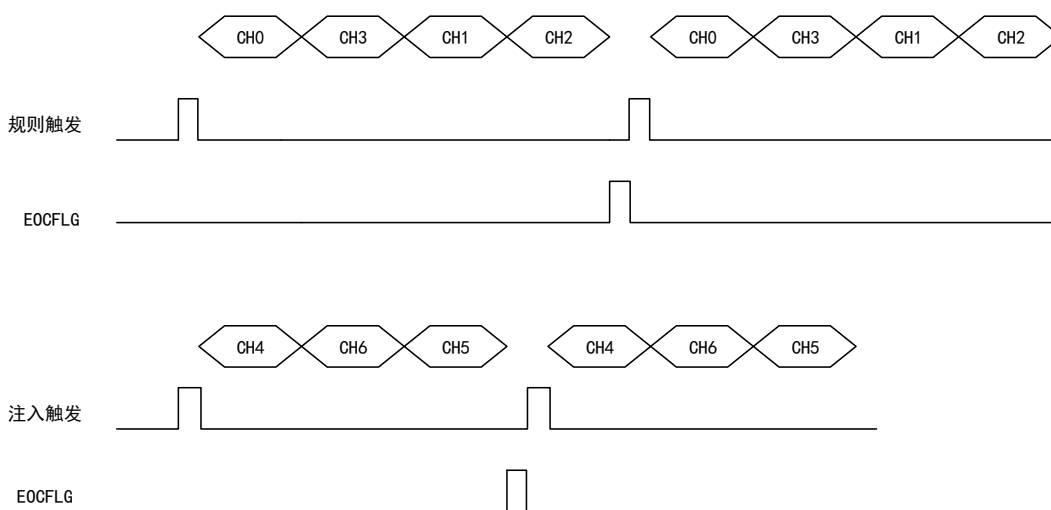 CH0 CH3 CH1 CH2 CH0 CH3 CH1 CH2
规则触发
EOCFLG
CH4 CH6 CH5 CH4 CH6 CH5
注入触发
EOCFLG